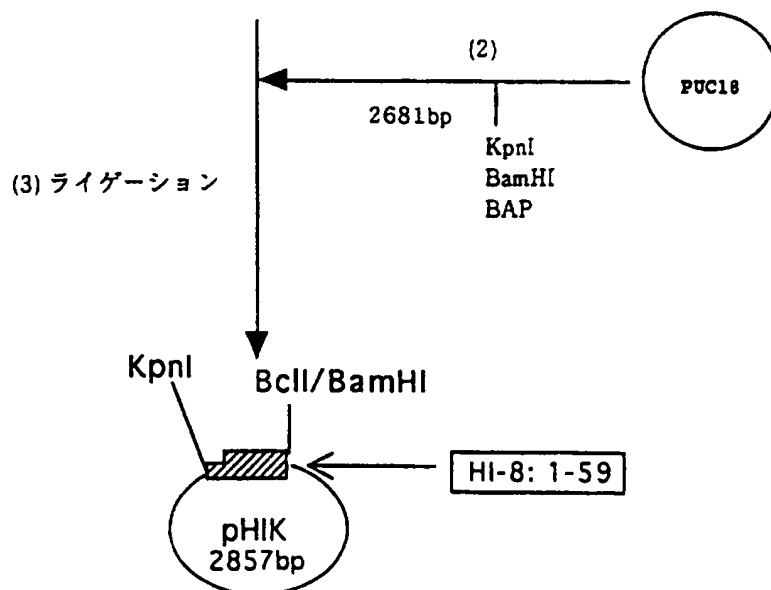 (2)
PUC18
2681bp
KpnI
BamHI
BAP
(3) ライゲーション
KpnI
BclI/BamHI
HI-8: 1-59
pHIK
2857bp